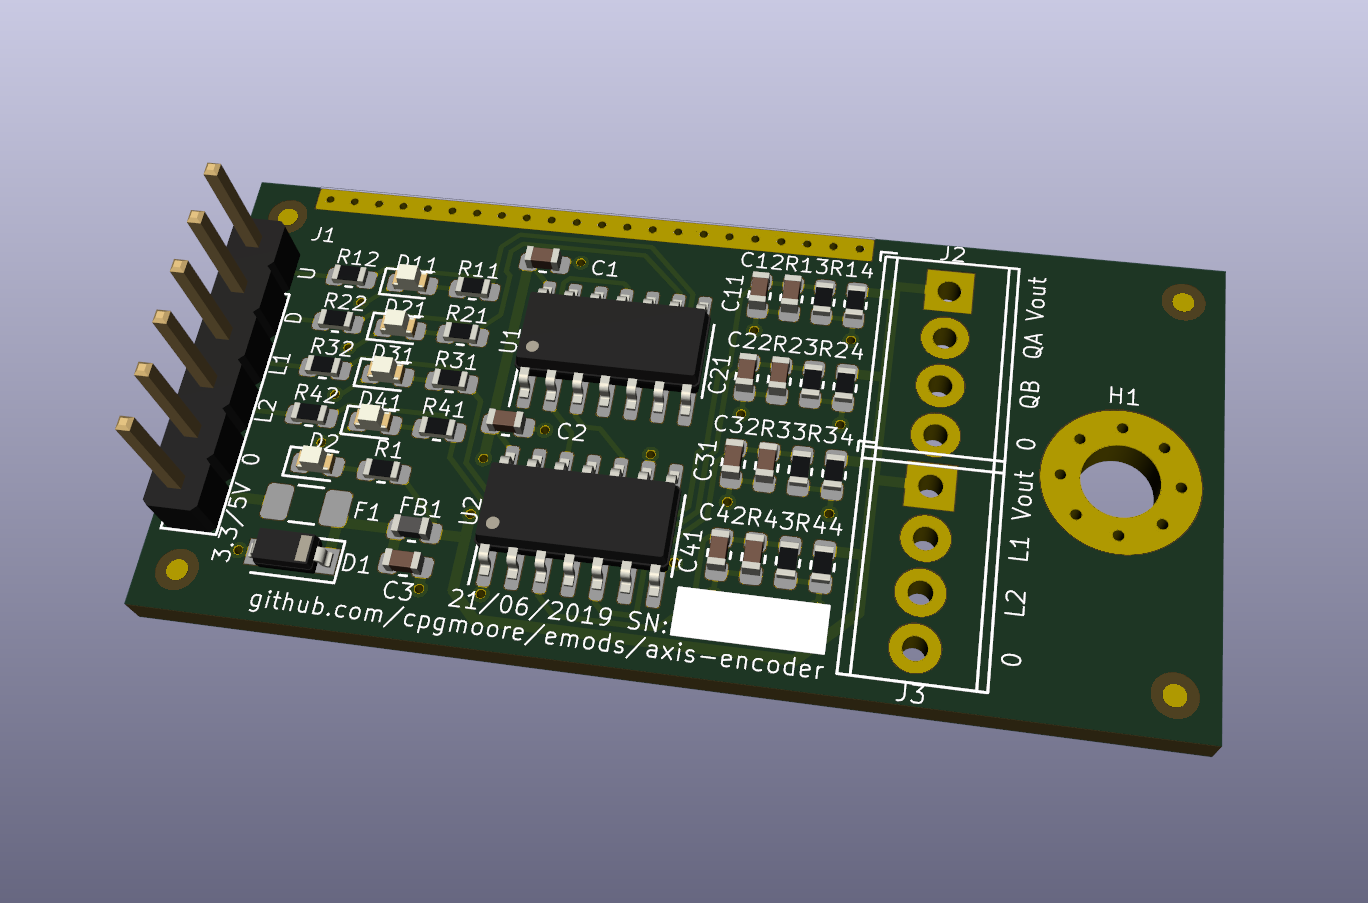 J1
R12 D11 R11
C1
C12R13R14
J2
U
C11
QA Vout
R22 D21 R21
D
U1
C22R23R24
R32 D31 R31
L1
C21
QB
H1
R42 D41 R41
L2
C2
C32R33R34
0
D2 R1
0
C31
Vout
3.3/5V
F1 FB1
U2
C42R43R44
L1
D1
C3
C41
L2
21/06/2019 SN:
github.com/cpgmoore/emods/axis-encoder
0
J3